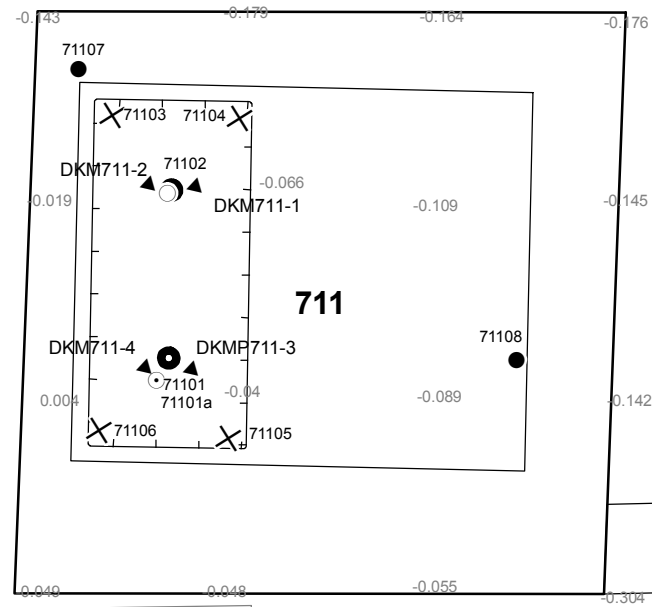 -0.143 -0.179 -0.164 -0.176
71107
71103 71104
DKM711-2 71102
-0.066
DKM711-1
-0.019 -0.109 -0.145
711
71108
DKM711-4 DKMP711-3
71101
-0.04 -0.089
0.004 71101a -0.142
71106 71105
0.049 -0.048 -0.055 -0.304